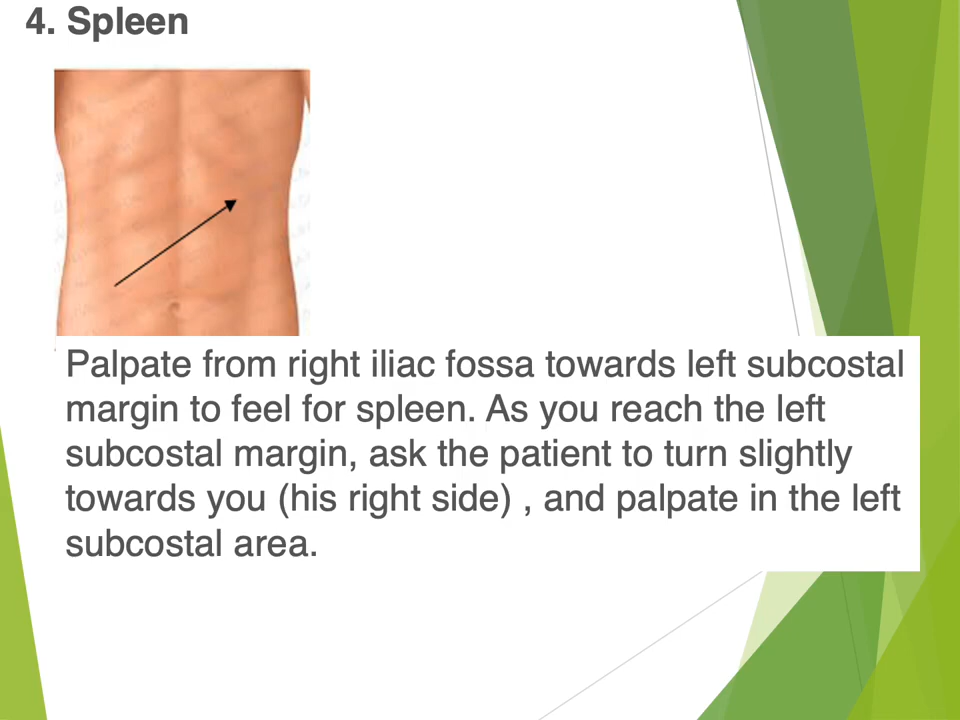 4. Spleen
Palpate from right iliac fossa towards left subcostal
margin to feel for spleen. As you reach the left
subcostal margin, ask the patient to turn slightly
towards you (his right side) , and palpate in the left
subcostal area.